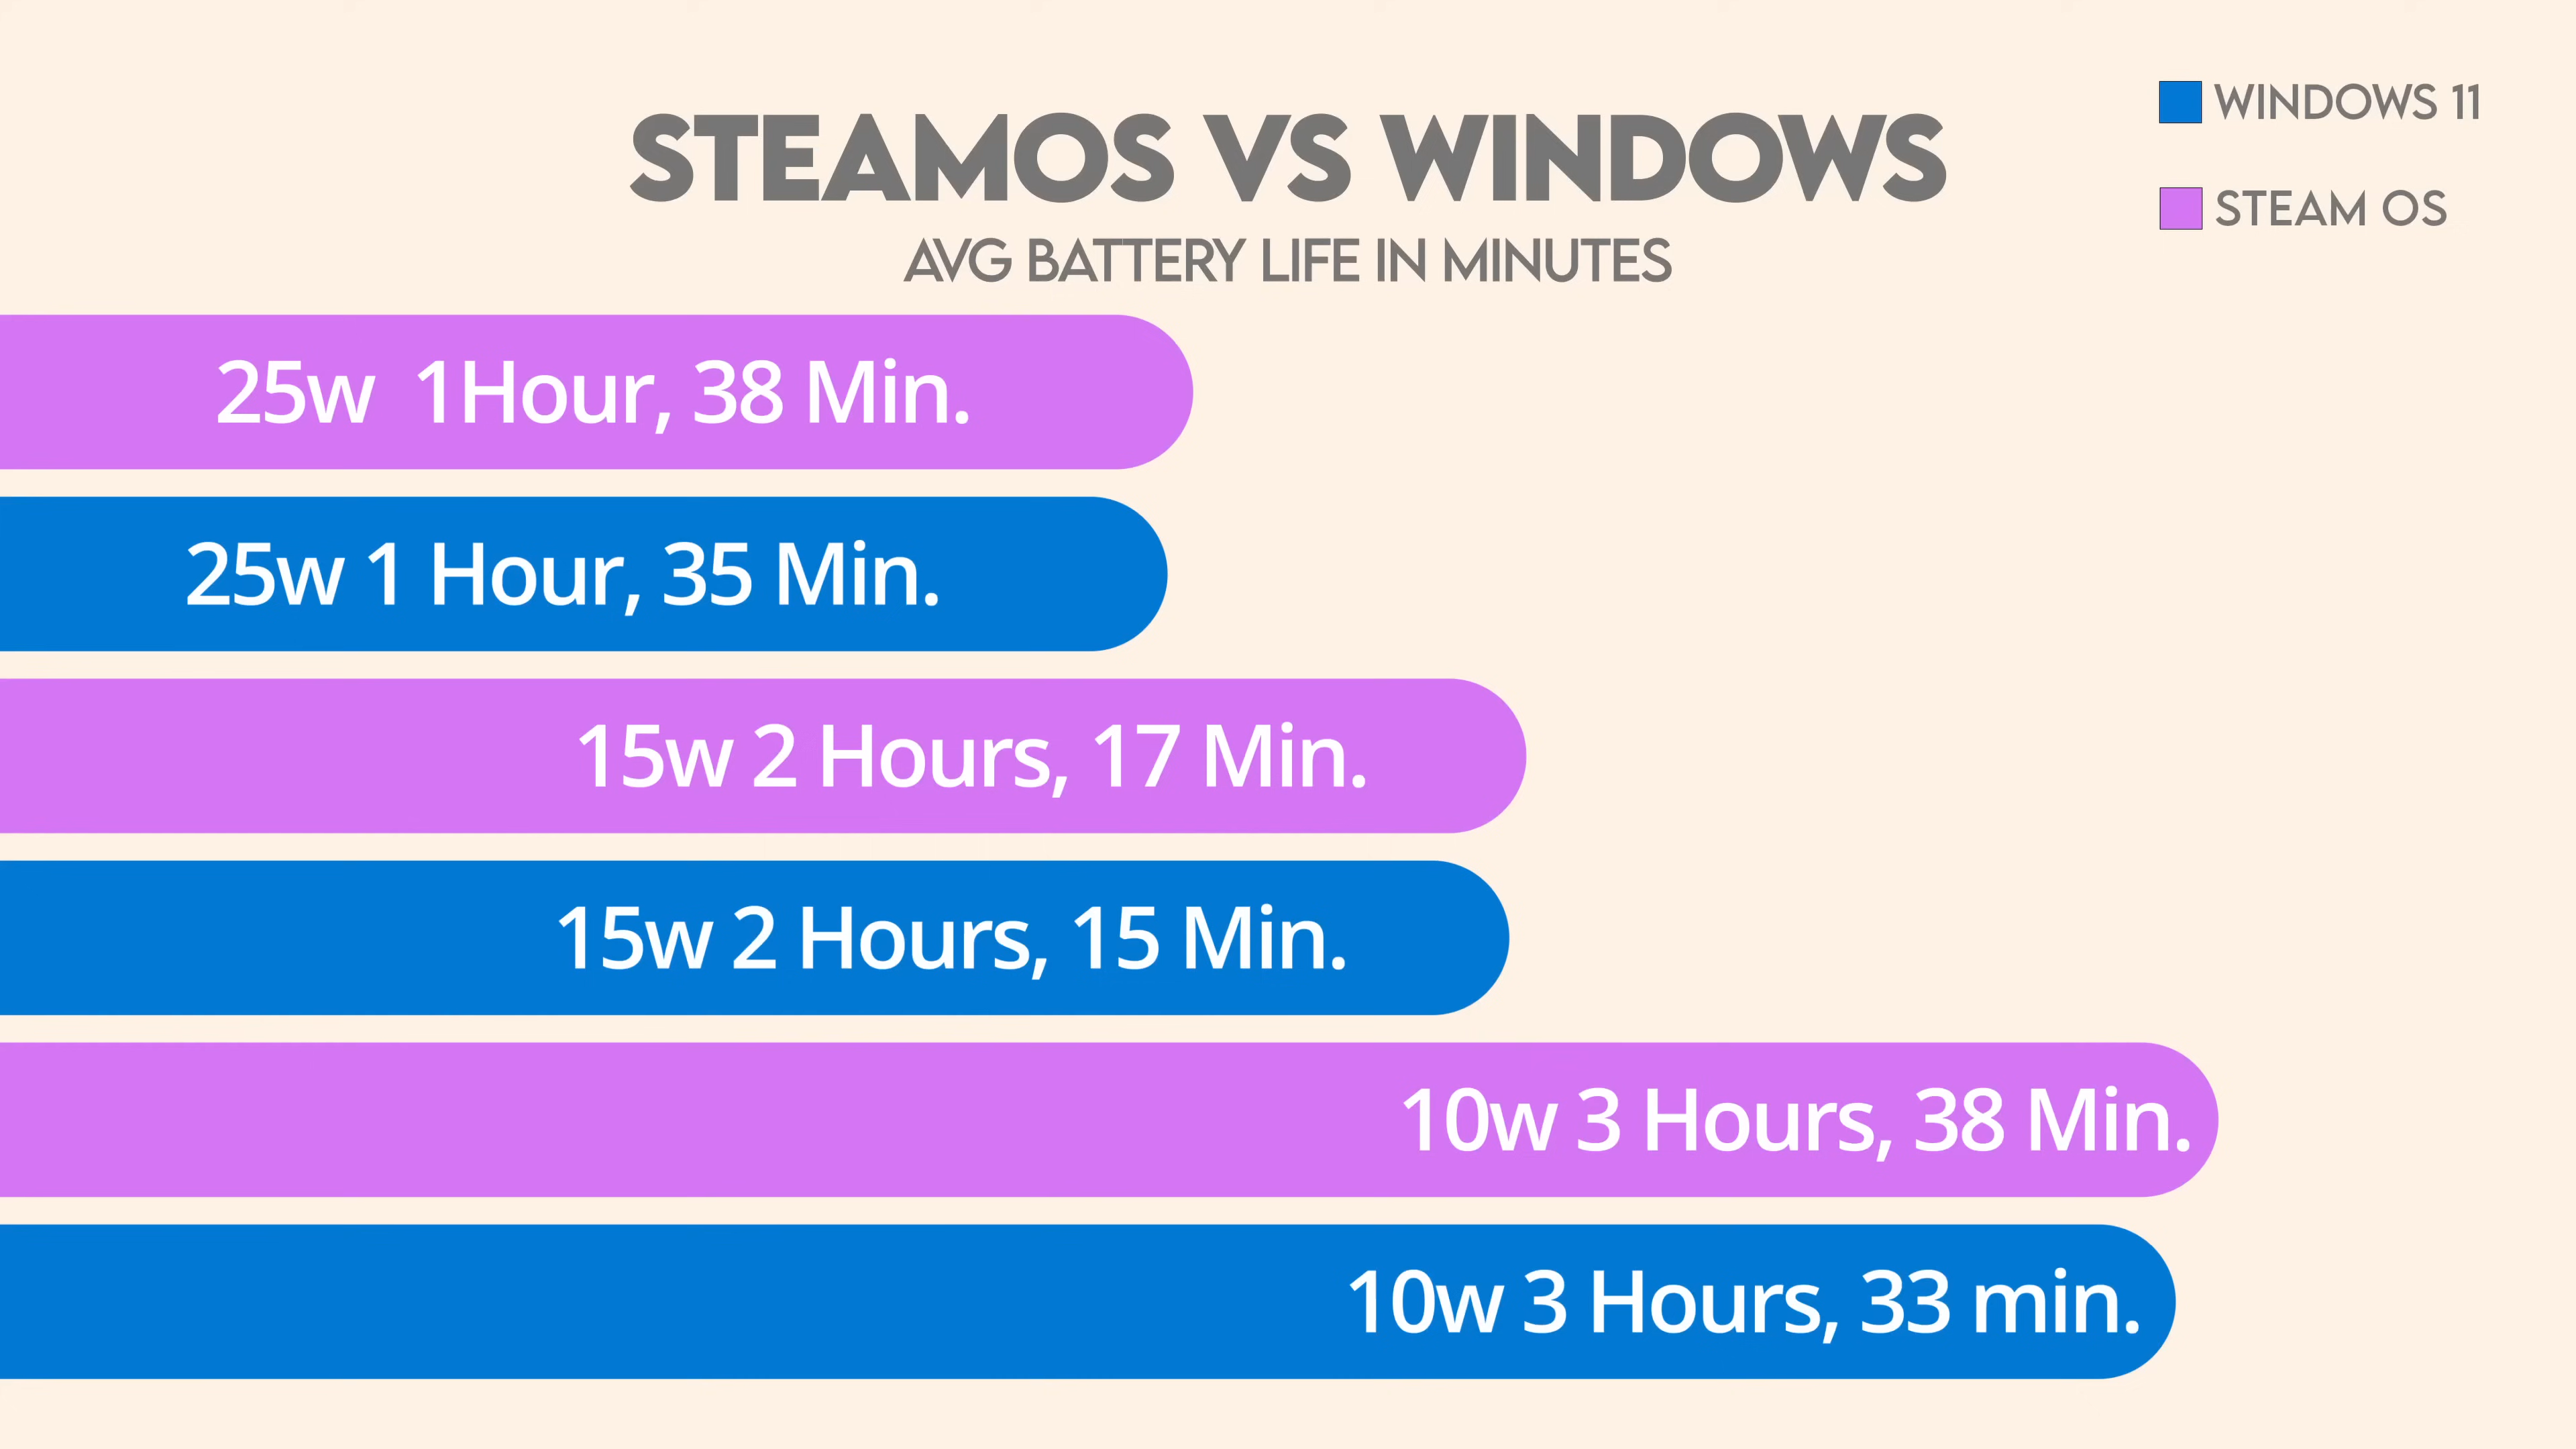 STEAMOS VS WINDOWS
AVG BATTERY LIFE IN MINUTES
WINDOWS 11
STEAM OS
25w  1Hour, 38 Min.
25w 1 Hour, 35 Min.
15w 2 Hours, 17 Min.
15w 2 Hours, 15 Min.
10w 3 Hours, 38 Min.
10w 3 Hours, 33 min.